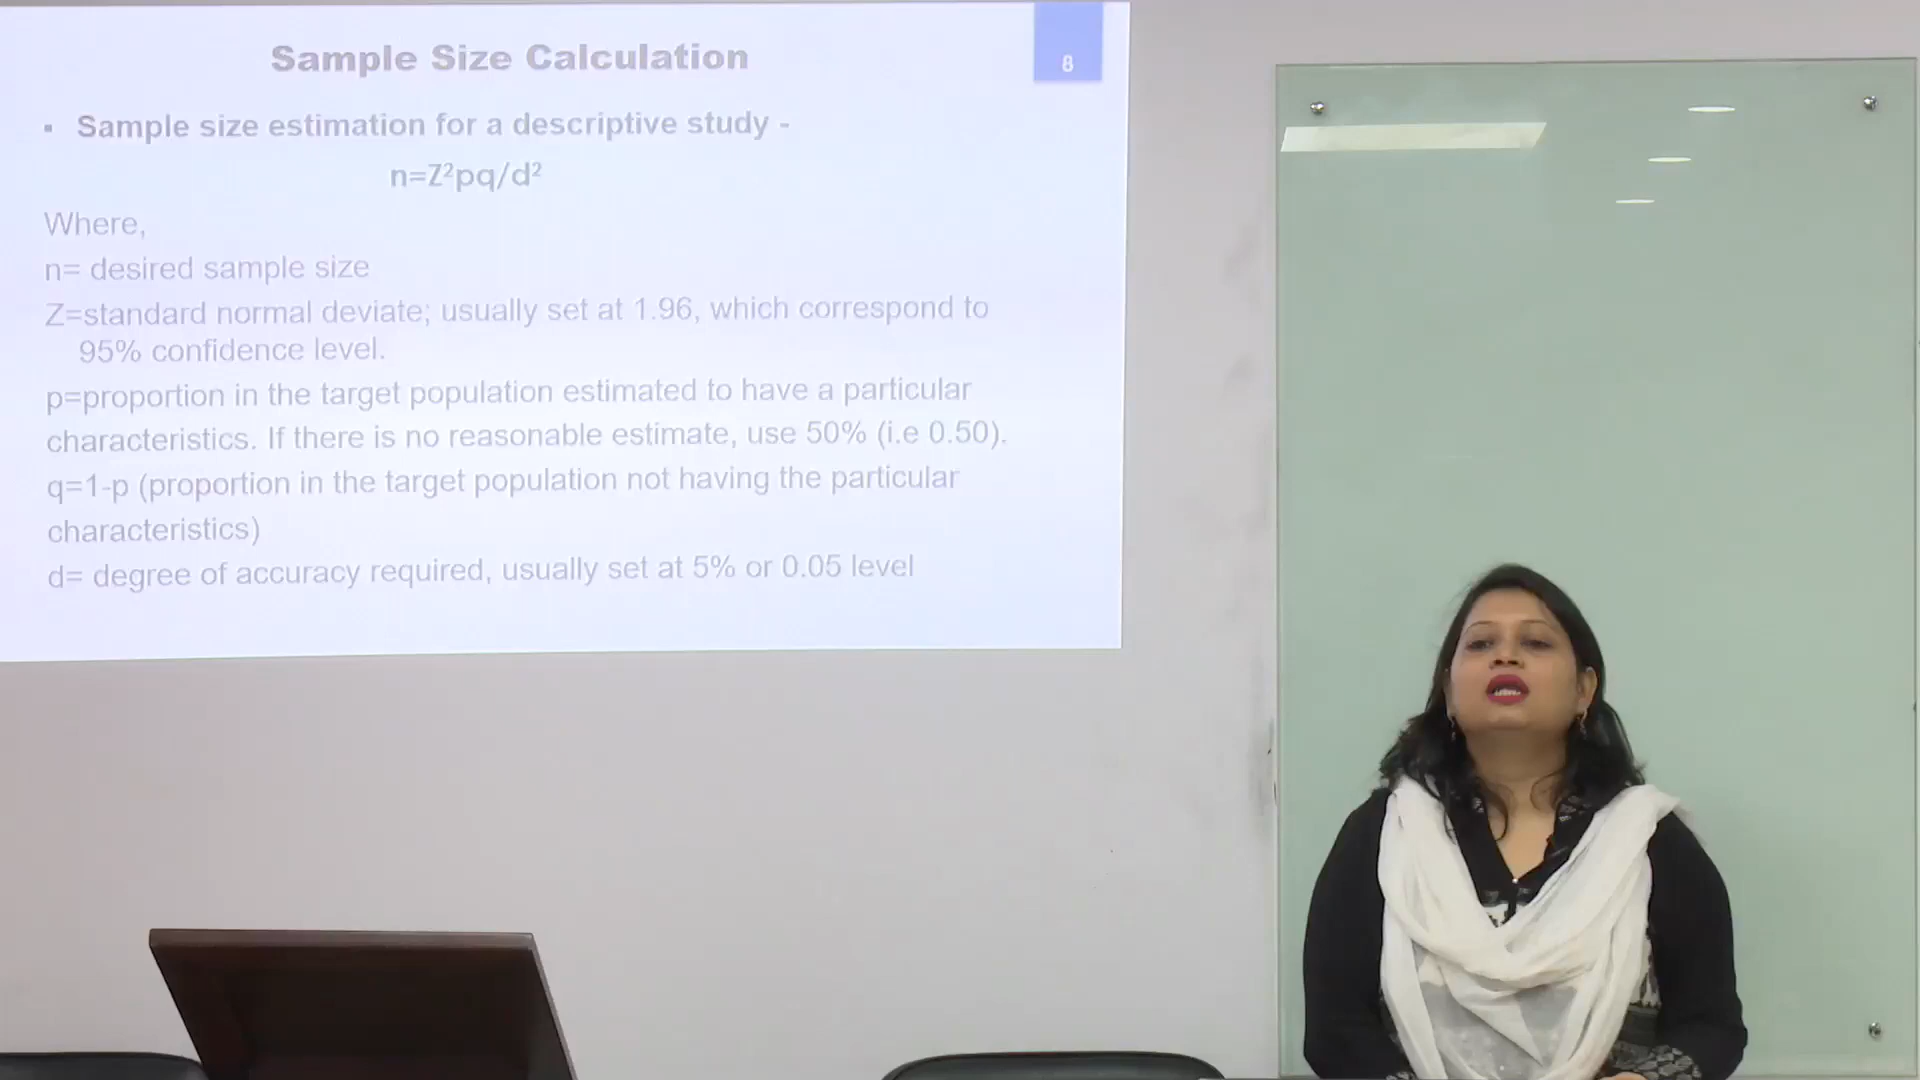 Sample Size Calculation
8
▪ Sample size estimation for a descriptive study -
n=Z²pq/d²
Where,
n= desired sample size
Z=standard normal deviate; usually set at 1.96, which correspond to
95% confidence level.
p=proportion in the target population estimated to have a particular
characteristics. If there is no reasonable estimate, use 50% (i.e 0.50).
q=1-p (proportion in the target population not having the particular
characteristics)
d= degree of accuracy required, usually set at 5% or 0.05 level